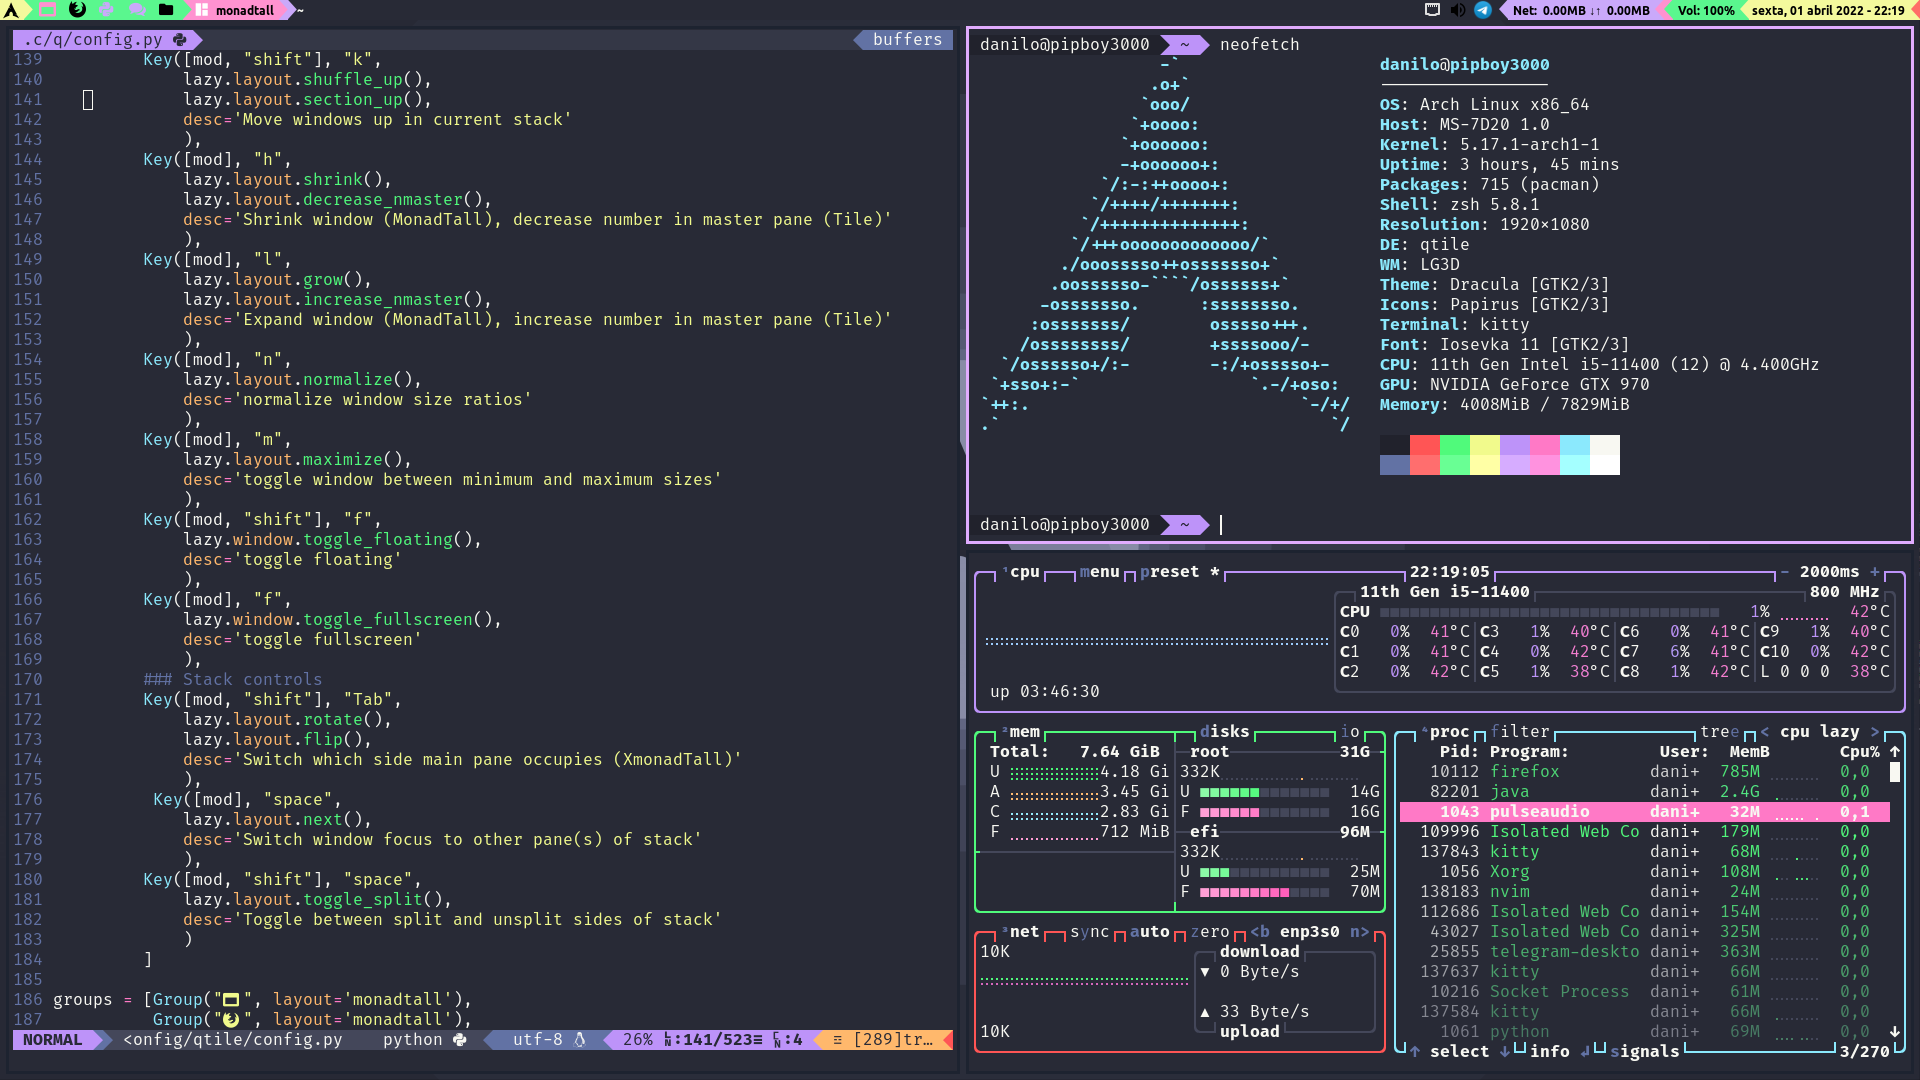 monadtall ~ Net: 0.00MB ↓↑ 0.00MB Vol: 100% sexta, 01 abril 2022 - 22:19
.c/q/config.py buffers
139 Key([mod, "shift"], "k",
140 lazy.layout.shuffle_up(),
141 lazy.layout.section_up(),
142 desc='Move windows up in current stack'
143 ),
144 Key([mod], "h",
145 lazy.layout.shrink(),
146 lazy.layout.decrease_nmaster(),
147 desc='Shrink window (MonadTall), decrease number in master pane (Tile)'
148 ),
149 Key([mod], "l",
150 lazy.layout.grow(),
151 lazy.layout.increase_nmaster(),
152 desc='Expand window (MonadTall), increase number in master pane (Tile)'
153 ),
154 Key([mod], "n",
155 lazy.layout.normalize(),
156 desc='normalize window size ratios'
157 ),
158 Key([mod], "m",
159 lazy.layout.maximize(),
160 desc='toggle window between minimum and maximum sizes'
161 ),
162 Key([mod, "shift"], "f",
163 lazy.window.toggle_floating(),
164 desc='toggle floating'
165 ),
166 Key([mod], "f",
167 lazy.window.toggle_fullscreen(),
168 desc='toggle fullscreen'
169 ),
170 ### Stack controls
171 Key([mod, "shift"], "Tab",
172 lazy.layout.rotate(),
173 lazy.layout.flip(),
174 desc='Switch which side main pane occupies (XmonadTall)'
175 ),
176 Key([mod], "space",
177 lazy.layout.next(),
178 desc='Switch window focus to other pane(s) of stack'
179 ),
180 Key([mod, "shift"], "space",
181 lazy.layout.toggle_split(),
182 desc='Toggle between split and unsplit sides of stack'
183 )
184 ]
185
186 groups = [Group("", layout='monadtall'),
187 Group("", layout='monadtall'),
NORMAL <onfig/qtile/config.py python utf-8 26% :141/523≡ :4 ☲ [289]tr…
danilo@pipboy3000 ~ neofetch
danilo@pipboy3000
OS: Arch Linux x86_64
Host: MS-7D20 1.0
Kernel: 5.17.1-arch1-1
Uptime: 3 hours, 45 mins
Packages: 715 (pacman)
Shell: zsh 5.8.1
Resolution: 1920×1080
DE: qtile
WM: LG3D
Theme: Dracula [GTK2/3]
Icons: Papirus [GTK2/3]
Terminal: kitty
Font: Iosevka 11 [GTK2/3]
CPU: 11th Gen Intel i5-11400 (12) @ 4.400GHz
GPU: NVIDIA GeForce GTX 970
Memory: 4008MiB / 7829MiB
danilo@pipboy3000 ~
¹cpu menu preset * 22:19:05 - 2000ms +
11th Gen i5-11400 800 MHz
CPU 1% 42°C
C0 0% 41°C C3 1% 40°C C6 0% 41°C C9 1% 40°C
C1 0% 41°C C4 0% 42°C C7 6% 41°C C10 0% 42°C
C2 0% 42°C C5 1% 38°C C8 1% 42°C L 0 0 0 38°C
up 03:46:30
²mem disks io
Total: 7.64 GiB root 31G
U 4.18 Gi 332K
A 3.45 Gi U 14G
C 2.83 Gi F 16G
F 712 MiB efi 96M
332K
U 25M
F 70M
³net sync auto zero <b enp3s0 n>
10K download
▼ 0 Byte/s
▲ 33 Byte/s
10K upload
⁴proc filter tree < cpu lazy >
Pid: Program: User: MemB Cpu% ↑
10112 firefox dani+ 785M 0,0
82201 java dani+ 2.4G 0,0
1043 pulseaudio dani+ 32M 0,1
109996 Isolated Web Co dani+ 179M 0,0
137843 kitty dani+ 68M 0,0
1056 Xorg dani+ 108M 0,0
138183 nvim dani+ 24M 0,0
112686 Isolated Web Co dani+ 154M 0,0
43027 Isolated Web Co dani+ 325M 0,0
25855 telegram-deskto dani+ 363M 0,0
137637 kitty dani+ 66M 0,0
10216 Socket Process dani+ 61M 0,0
137584 kitty dani+ 66M 0,0
1061 python dani+ 69M 0,0 ↓
↑ select ↓ info ↲ signals 3/270